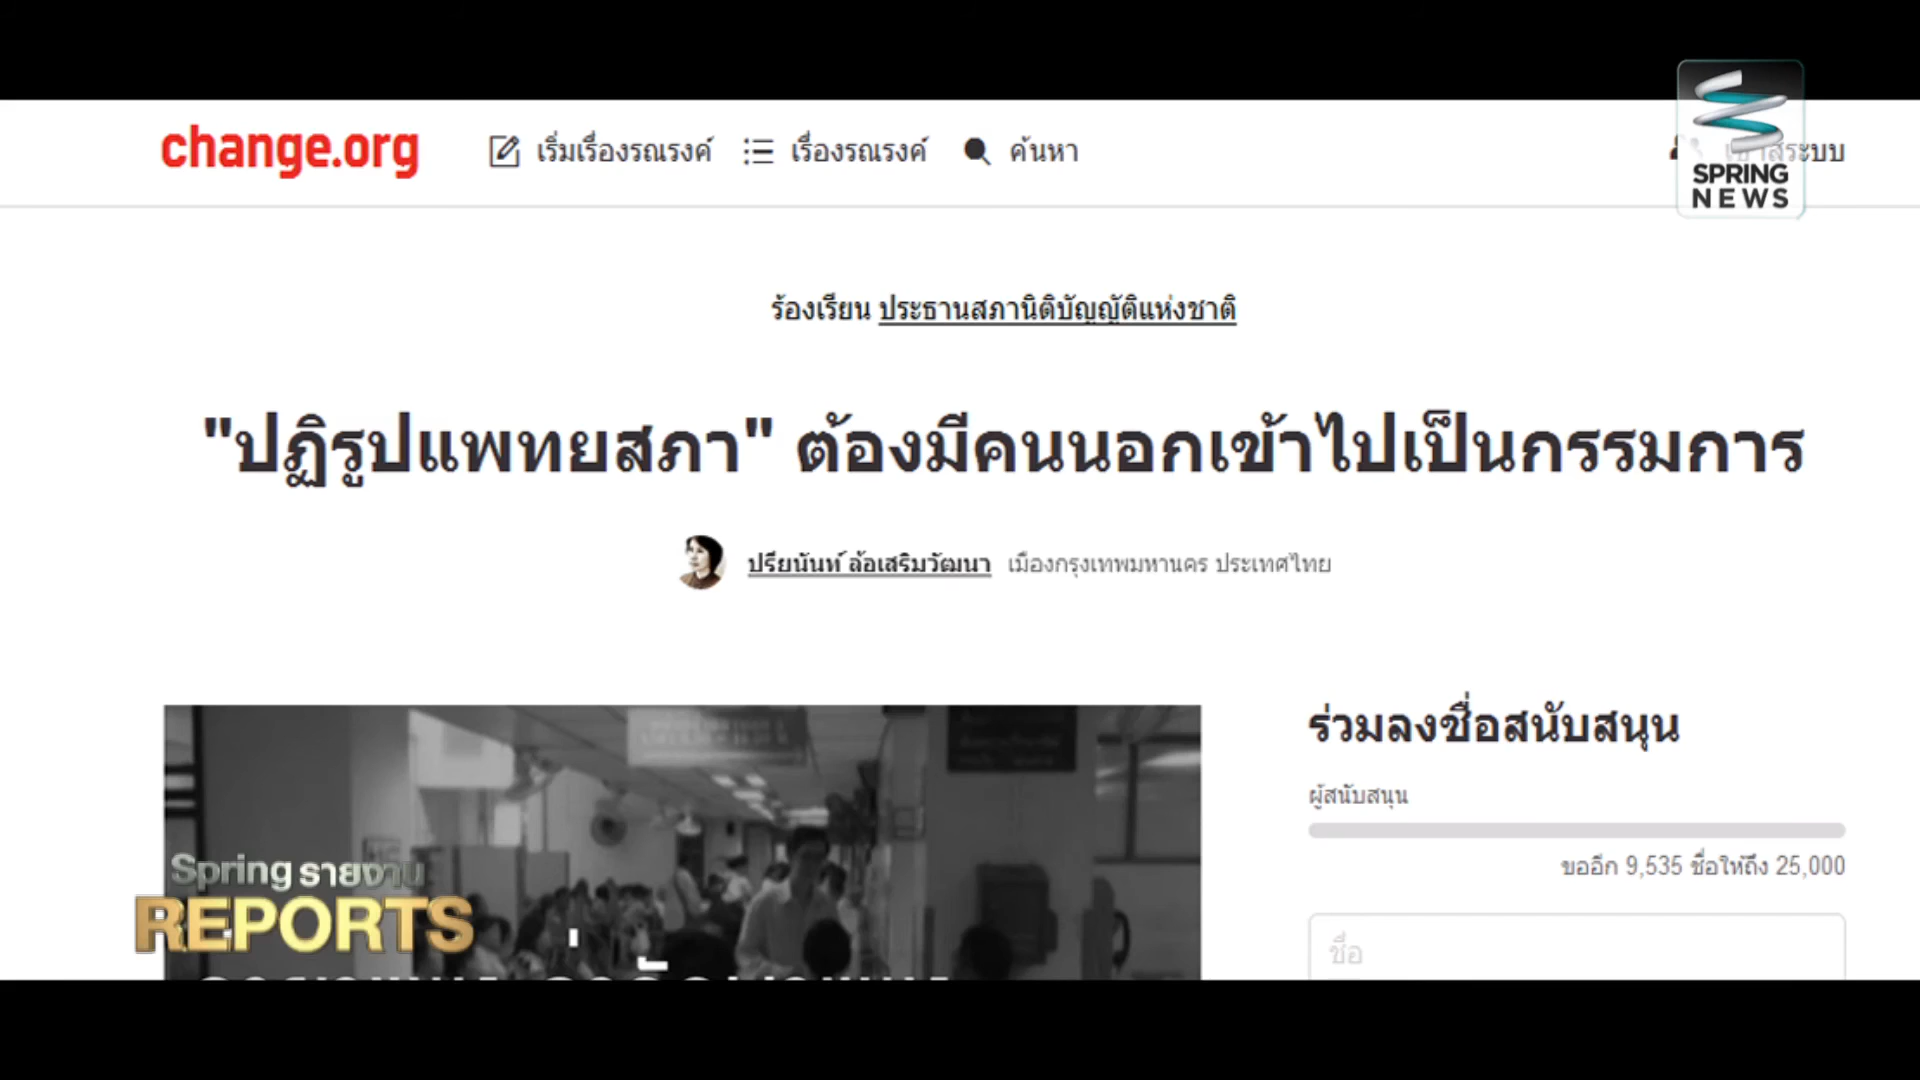 change.org
เริ่มเรื่องรณรงค์
เรื่องรณรงค์
ค้นหา
SPRING
NEWS
ร้องเรียน ประธานสภานิติบัญญัติแห่งชาติ
"ปฏิรูปแพทยสภา" ต้องมีคนนอกเข้าไปเป็นกรรมการ
ปรียนันท์ ล้อเสริมวัฒนา เมืองกรุงเทพมหานคร ประเทศไทย
ร่วมลงชื่อสนับสนุน
ผู้สนับสนุน
ขออีก 9,535 ชื่อให้ถึง 25,000
ชื่อ
Spring รายงาน
REPORTS